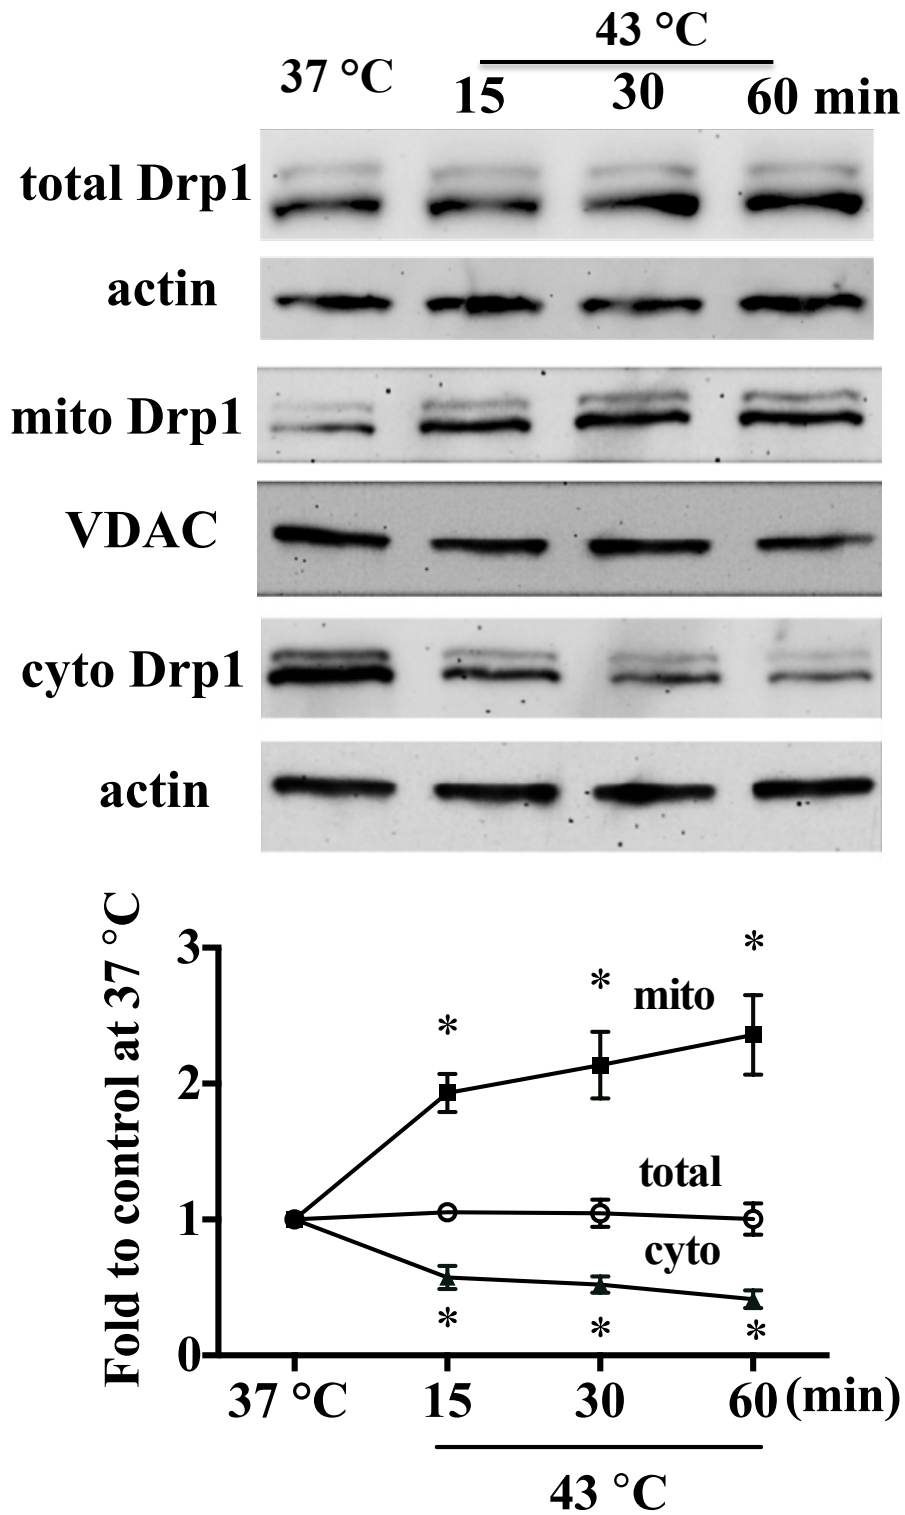 43 °C
37 °C 15 30 60 min
total Drp1
actin
mito Drp1
VDAC
cyto Drp1
actin
Fold to control at 37 °C
3
2
1
0
*
*
*
mito
total
cyto
*
*
*
37 °C 15 30 60 (min)
43 °C